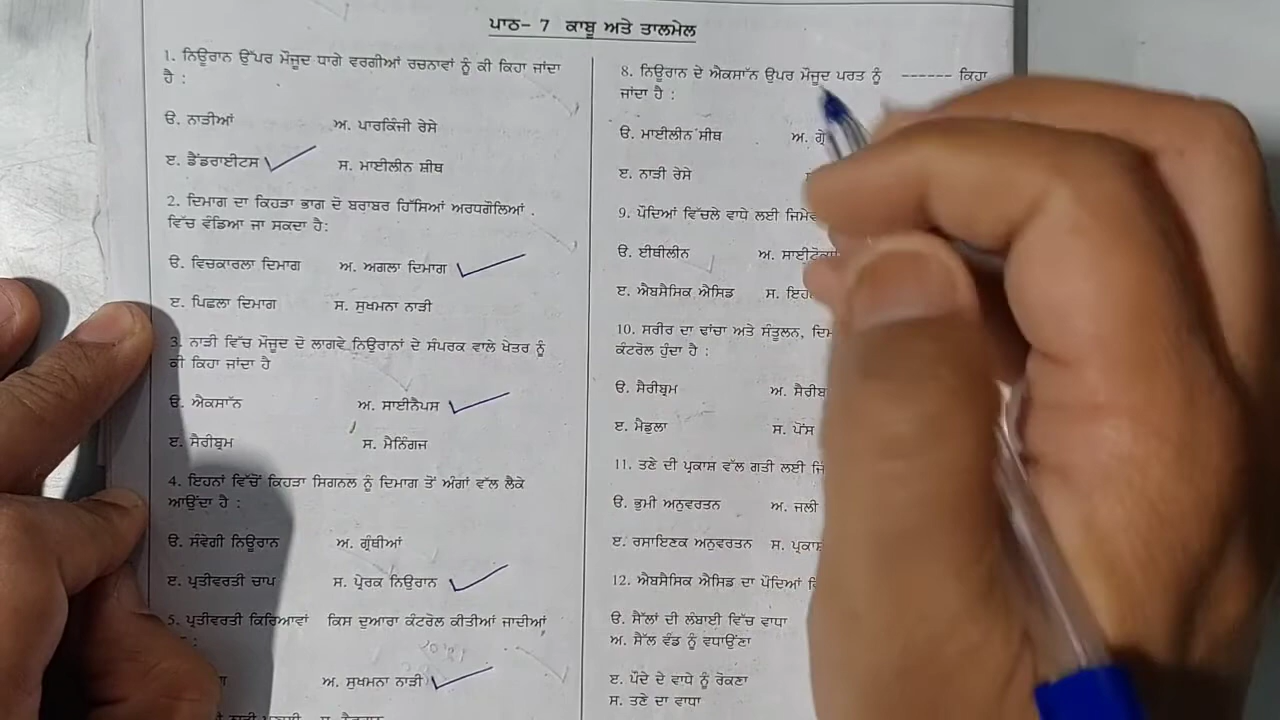 ਪਾਠ- 7 ਕਾਬੂ ਅਤੇ ਤਾਲਮੇਲ
1. ਨਿਊਰਾਨ ਉੱਪਰ ਮੌਜੂਦ ਧਾਗੇ ਵਰਗੀਆਂ ਰਚਨਾਵਾਂ ਨੂੰ ਕੀ ਕਿਹਾ ਜਾਂਦਾ
ਹੈ :
ੳ. ਨਾੜੀਆਂ ਅ. ਪਾਰਕਿੰਜੀ ਰੇਸੇ
ੲ. ਡੈਂਡਰਾਈਟਸ ਸ. ਮਾਈਲੀਨ ਸ਼ੀਥ
2. ਦਿਮਾਗ ਦਾ ਕਿਹੜਾ ਭਾਗ ਦੋ ਬਰਾਬਰ ਹਿੱਸਿਆਂ ਅਰਧਗੌਲਿਆਂ
ਵਿੱਚ ਵੰਡਿਆ ਜਾ ਸਕਦਾ ਹੈ:
ੳ. ਵਿਚਕਾਰਲਾ ਦਿਮਾਗ ਅ. ਅਗਲਾ ਦਿਮਾਗ
ੲ. ਪਿਛਲਾ ਦਿਮਾਗ ਸ. ਸੁਖਮਨਾ ਨਾੜੀ
3. ਨਾੜੀ ਵਿੱਚ ਮੌਜੂਦ ਦੋ ਲਾਗਵੇ ਨਿਉਰਾਨਾਂ ਦੇ ਸੰਪਰਕ ਵਾਲੇ ਖੇਤਰ ਨੂੰ
ਕੀ ਕਿਹਾ ਜਾਂਦਾ ਹੈ
ੳ. ਐਕਸਾੱਨ ਅ. ਸਾਈਨੈਪਸ
ੲ. ਸੈਰੀਬ੍ਰਮ ਸ. ਮੈਨਿੰਗਜ
4. ਇਹਨਾਂ ਵਿੱਚੋਂ ਕਿਹੜਾ ਸਿਗਨਲ ਨੂੰ ਦਿਮਾਗ ਤੋਂ ਅੰਗਾਂ ਵੱਲ ਲੈਕੇ
ਆਉਂਦਾ ਹੈ :
ੳ. ਸੰਵੇਗੀ ਨਿਊਰਾਨ ਅ. ਗ੍ਰੰਥੀਆਂ
ੲ. ਪ੍ਰਤੀਵਰਤੀ ਚਾਪ ਸ. ਪ੍ਰੇਰਕ ਨਿਉਰਾਨ
5. ਪ੍ਰਤੀਵਰਤੀ ਕਿਰਿਆਵਾਂ ਕਿਸ ਦੁਆਰਾ ਕੰਟਰੋਲ ਕੀਤੀਆਂ ਜਾਦੀਆਂ
ਅ. ਸੁਖਮਨਾ ਨਾੜੀ
8. ਨਿਊਰਾਨ ਦੇ ਐਕਸਾੱਨ ਉਪਰ ਮੌਜੂਦ ਪਰਤ ਨੂੰ ------ ਕਿਹਾ
ਜਾਂਦਾ ਹੈ :
ੳ. ਮਾਈਲੀਨ ਸ਼ੀਥ ਅ.
ੲ. ਨਾੜੀ ਰੇਸੇ
9. ਪੌਦਿਆਂ ਵਿੱਚਲੇ ਵਾਧੇ ਲਈ
ੳ. ਈਥੀਲੀਨ ਅ.
ੲ. ਐਬਸੈਸਿਕ ਐਸਿਡ ਸ.
10. ਸਰੀਰ ਦਾ ਢਾਂਚਾ ਅਤੇ ਸੰਤੁਲਨ,
ਕੰਟਰੋਲ ਹੁੰਦਾ ਹੈ :
ੳ. ਸੈਰੀਬ੍ਰਮ ਅ.
ੲ. ਮੈਡੂਲਾ ਸ. ਪੋਂਸ
11. ਤਣੇ ਦੀ ਪ੍ਰਕਾਸ਼ ਵੱਲ ਗਤੀ ਲਈ
ੳ. ਭੂਮੀ ਅਨੁਵਰਤਨ ਅ. ਜਲੀ
ੲ. ਰਸਾਇਣਕ ਅਨੁਵਰਤਨ ਸ.
12. ਐਬਸੈਸਿਕ ਐਸਿਡ ਦਾ ਪੌਦਿਆਂ
ੳ. ਸੈੱਲਾਂ ਦੀ ਲੰਬਾਈ ਵਿੱਚ ਵਾਧਾ
ਅ. ਸੈੱਲ ਵੰਡ ਨੂੰ ਵਧਾਉਂਣਾ
ੲ. ਪੌਦੇ ਦੇ ਵਾਧੇ ਨੂੰ ਰੋਕਣਾ
ਸ. ਤਣੇ ਦਾ ਵਾਧਾ